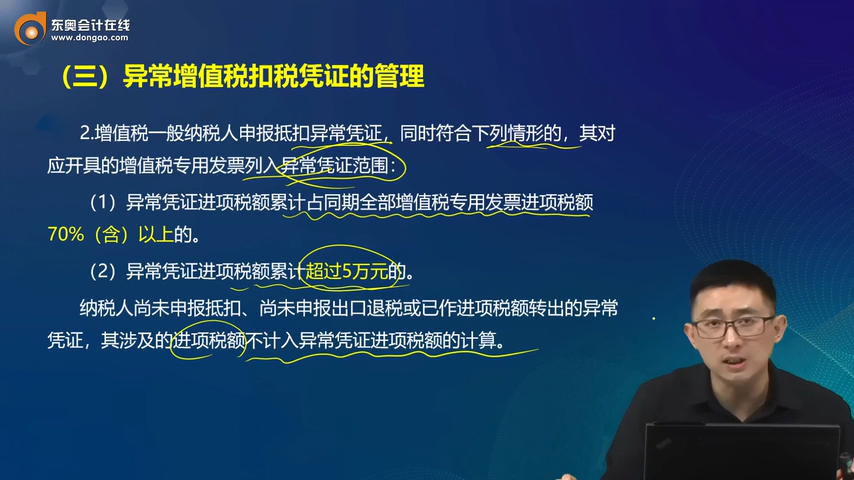 东奥会计在线
www.dongao.com
（三）异常增值税扣税凭证的管理
2.增值税一般纳税人申报抵扣异常凭证，同时符合下列情形的，其对
应开具的增值税专用发票列入异常凭证范围：
（1）异常凭证进项税额累计占同期全部增值税专用发票进项税额
70%（含）以上的。
（2）异常凭证进项税额累计超过5万元的。
纳税人尚未申报抵扣、尚未申报出口退税或已作进项税额转出的异常
凭证，其涉及的进项税额不计入异常凭证进项税额的计算。